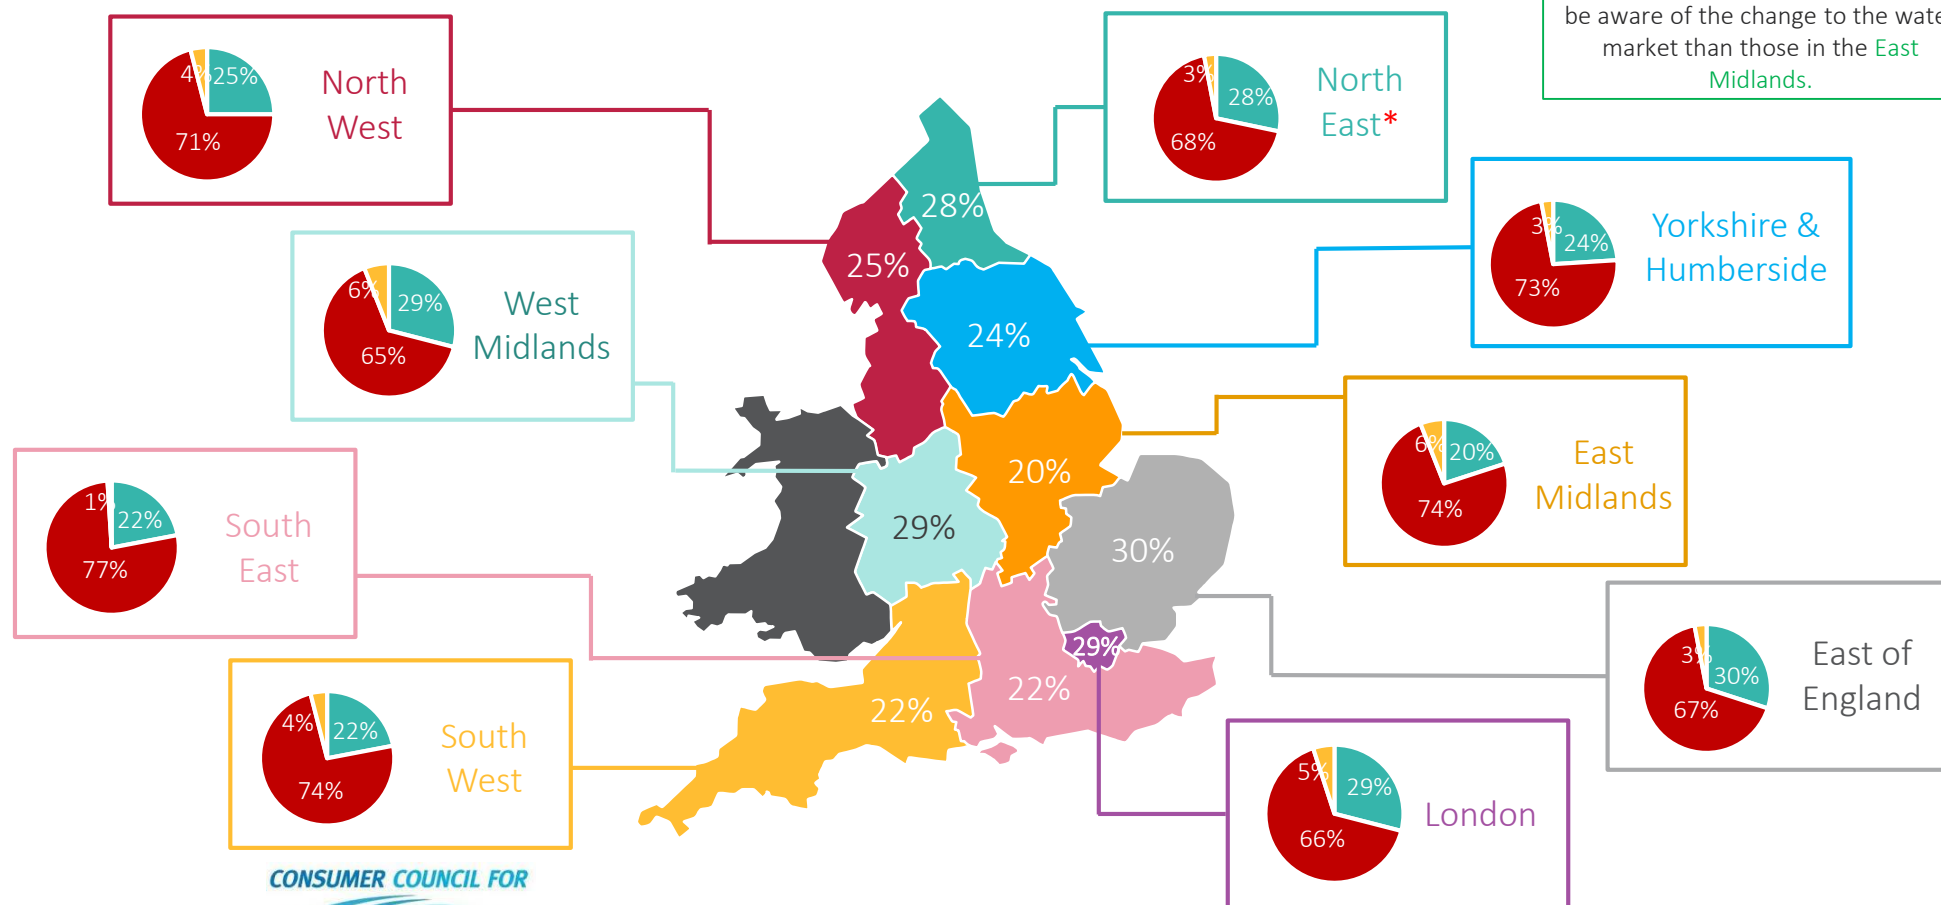 be aware of the change to the
market than those in the East
Midlands.
4% 25%
71%
North
West
3% 28%
68%
North
East*
3% 24%
73%
Yorkshire &
Humberside
6% 29%
65%
West
Midlands
28%
25%
24%
20%
29%
30%
29%
22%
22%
6% 20%
74%
East
Midlands
1% 22%
77%
South
East
3% 30%
67%
East of
England
4% 22%
74%
South
West
5% 29%
66%
London
CONSUMER COUNCIL FOR